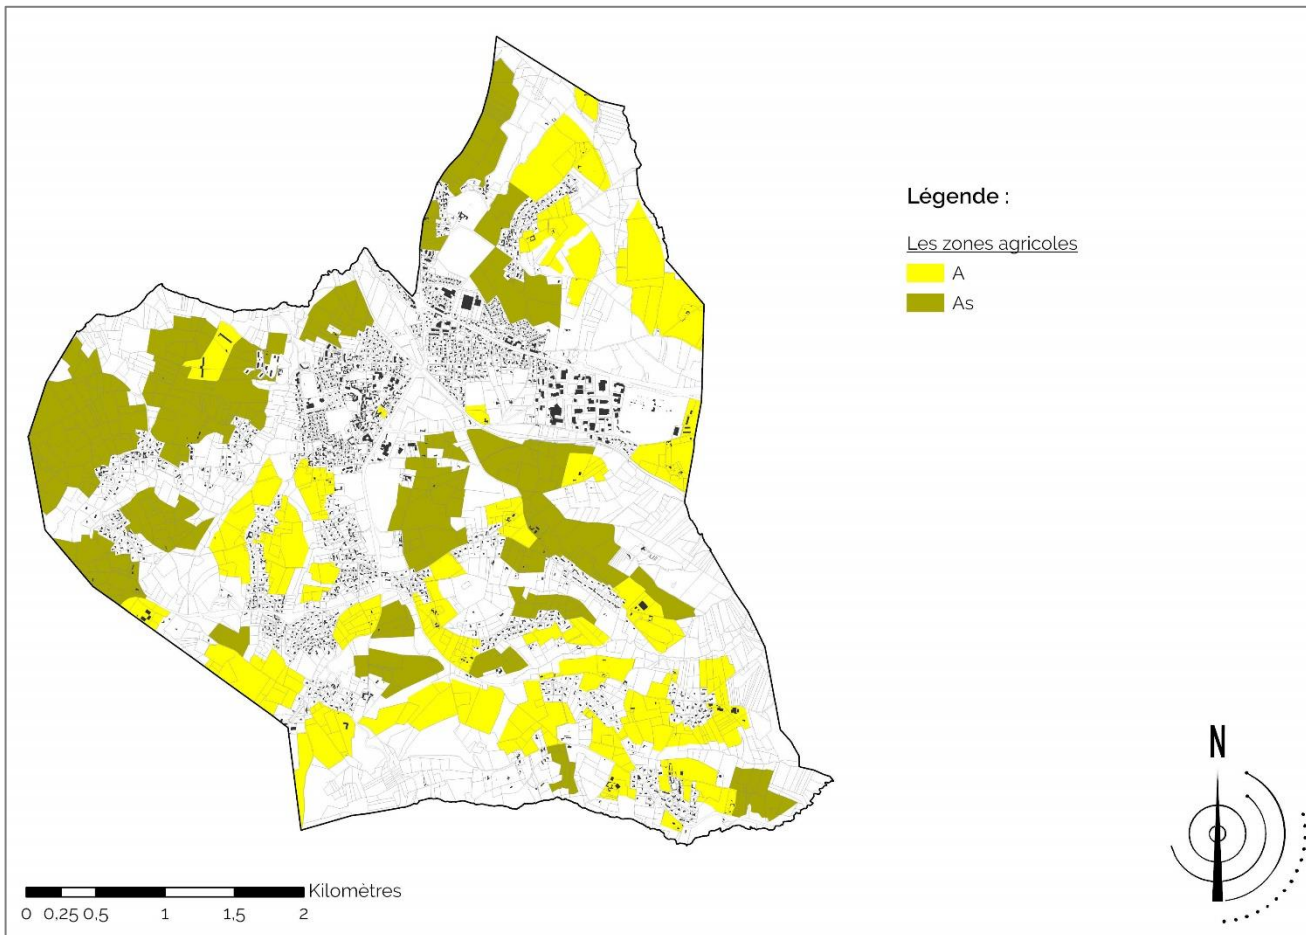 Légende :
Les zones agricoles
A
As
N
Kilomètres
0 0,25 0,5 1 1,5 2